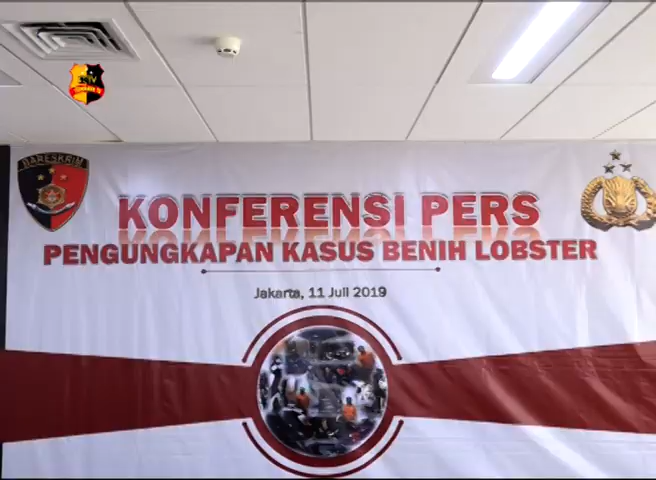 BARESKRIM
KONFERENSI PERS
PENGUNGKAPAN KASUS BENIH LOBSTER
Jakarta, 11 Juli 2019